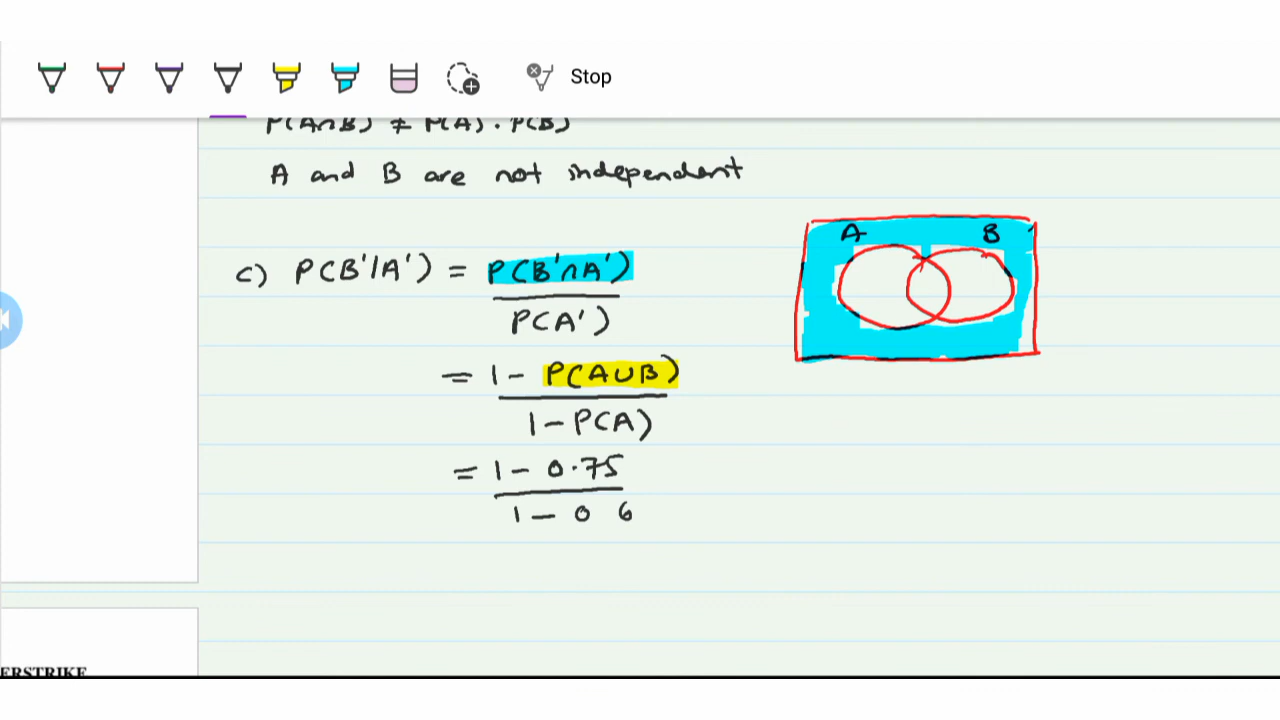 Stop
P(A∩B) ≠ P(A) . P(B)
A and B are not independent
A B
c) P(B'|A') = P(B'∩A')
P(A')
= 1 - P(A∪B)
1 - P(A)
= 1 - 0.75
1 - 0 6
ERSTRIKE